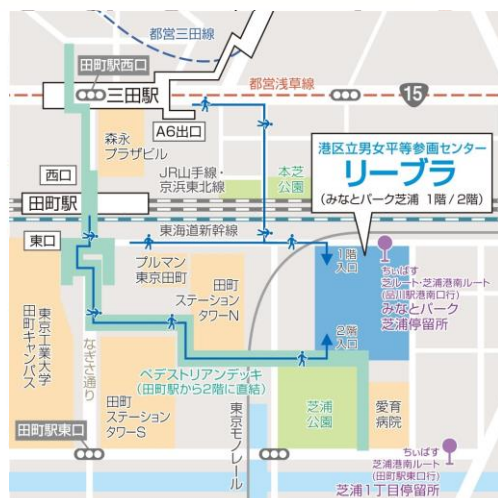 都営三田線
田町駅西口
都営浅草線
三田駅
15
A6出口
森永
プラザビル
港区立男女平等参画センター
リーブラ
(みなとパーク芝浦 1階/2階)
西口
JR山手線・
京浜東北線
本芝
公園
田町駅
東海道新幹線
東口
プルマン
東京田町
1階
入口
ちぃばす
芝ルート・芝浦港南ルート
(品川駅港南口行)
みなとパーク
芝浦停留所
田町
ステーション
タワーN
東京工業大学
田町キャンパス
なぎさ通り
2階
入口
ペデストリアンデッキ
(田町駅から2階に直結)
田町
ステーション
タワーS
東京モノレール
芝浦
公園
愛育
病院
田町駅東口
ちぃばす
芝浦港南ルート
(田町駅東口行)
芝浦1丁目停留所